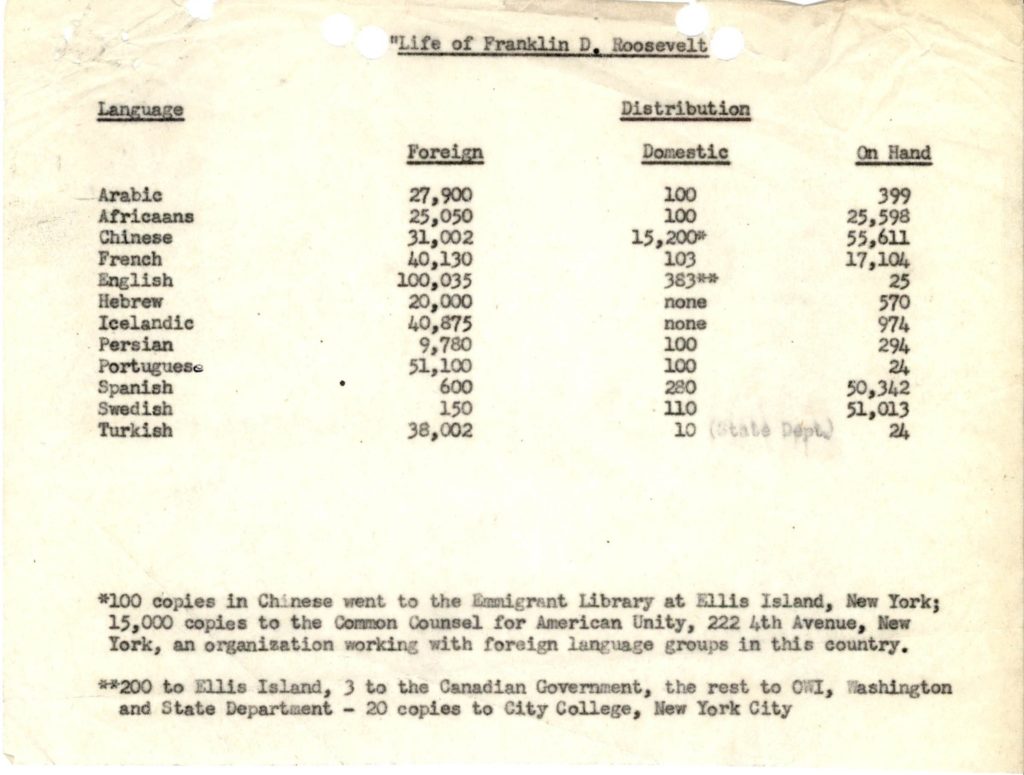 "Life of Franklin D. Roosevelt
Language Distribution
Foreign Domestic On Hand
Arabic 27,900 100 399
Africaans 25,050 100 25,598
Chinese 31,002 15,200* 55,611
French 40,130 103 17,104
English 100,035 383** 25
Hebrew 20,000 none 570
Icelandic 40,875 none 974
Persian 9,780 100 294
Portuguese 51,100 100 24
Spanish 600 280 50,342
Swedish 150 110 51,013
Turkish 38,002 10 (State Dept.) 24
*100 copies in Chinese went to the Emmigrant Library at Ellis Island, New York;
15,000 copies to the Common Counsel for American Unity, 222 4th Avenue, New
York, an organization working with foreign language groups in this country.
**200 to Ellis Island, 3 to the Canadian Government, the rest to OWI, Washington
and State Department - 20 copies to City College, New York City